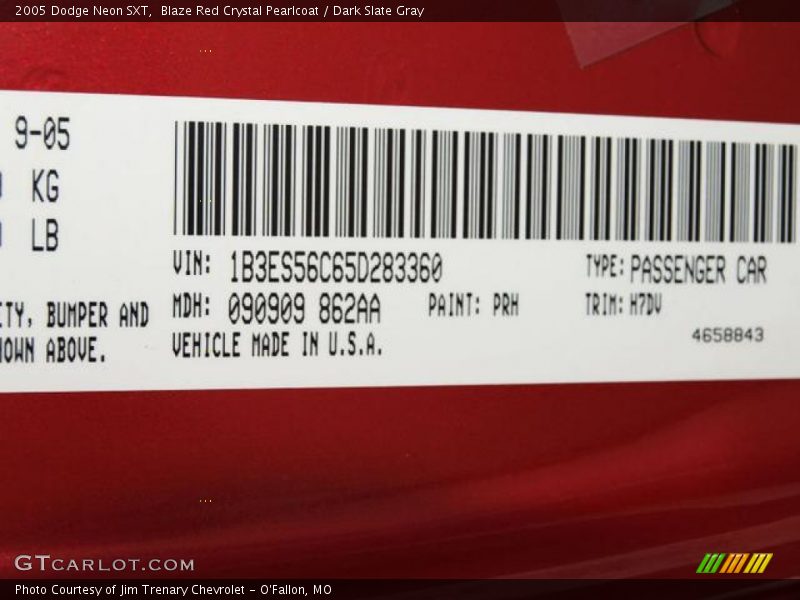 2005 Dodge Neon SXT, Blaze Red Crystal Pearlcoat / Dark Slate Gray
9-05
KG
LB
VIN: 1B3ES56C65D283360
TYPE: PASSENGER CAR
MDH: 090909 862AA
PAINT: PRH
TRIM: H7DV
BUMPER AND
ABOVE.
VEHICLE MADE IN U.S.A.
4658843
GTCARLOT.COM
Photo Courtesy of Jim Trenary Chevrolet - O'Fallon, MO